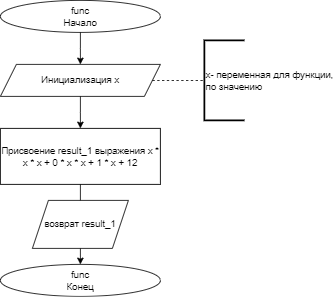 func
Начало
Инициализация x
x- переменная для функции,
по значению
Присвоение result_1 выражения x *
x * x + 0 * x * x + 1 * x + 12
возврат result_1
func
Конец